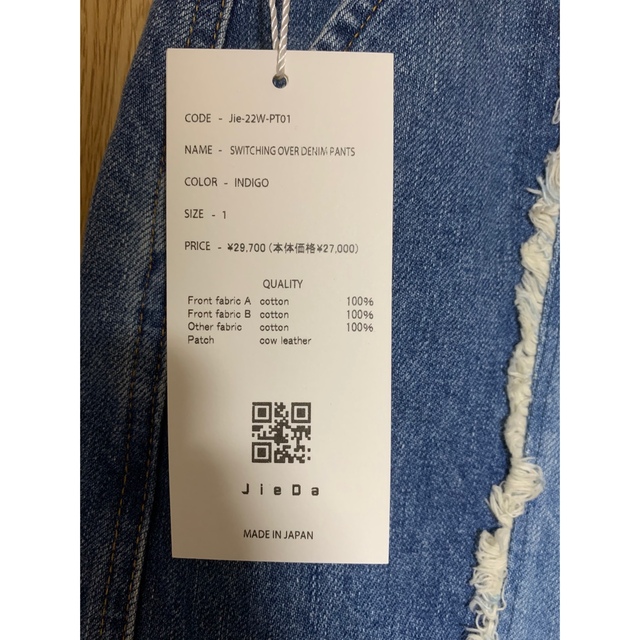 CODE - Jie-22W-PT01
NAME - SWITCHING OVER DENIM PANTS
COLOR - INDIGO
SIZE - 1
PRICE - ¥29,700 (本体価格¥27,000)
QUALITY
Front fabric A cotton 100%
Front fabric B cotton 100%
Other fabric cotton 100%
Patch cow leather
JieDa
MADE IN JAPAN